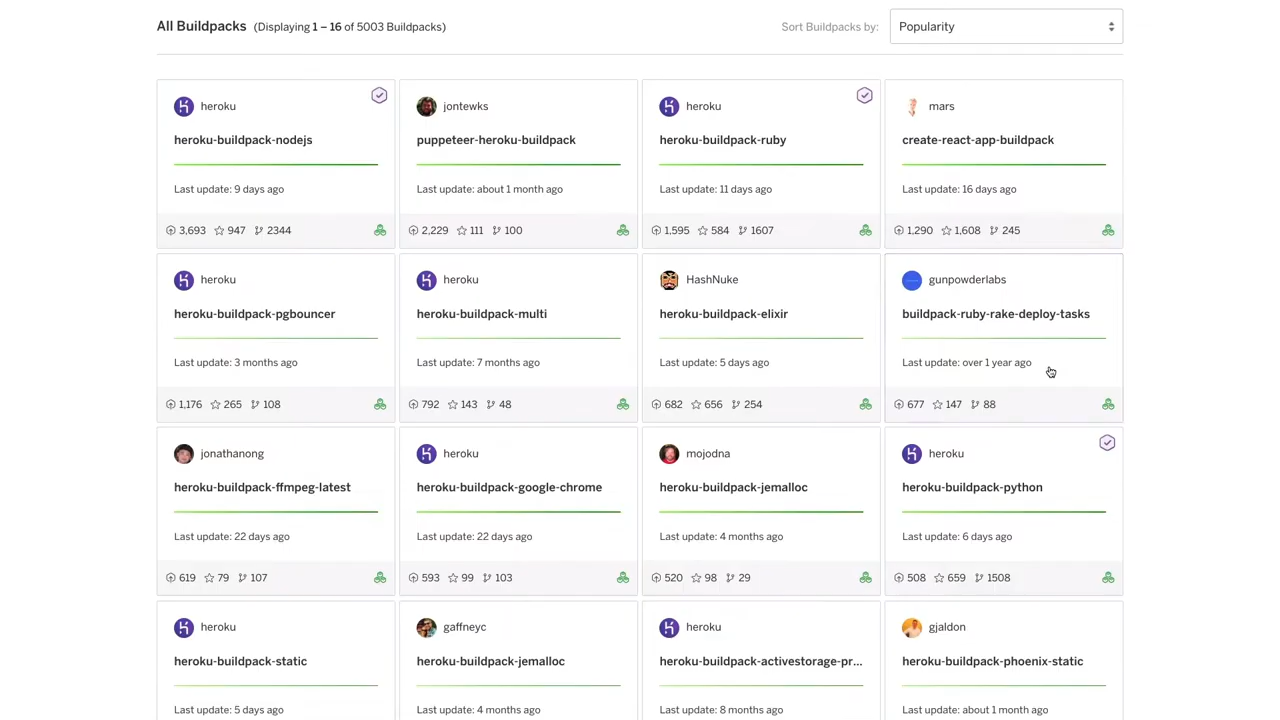 All Buildpacks (Displaying 1 – 16 of 5003 Buildpacks)
Sort Buildpacks by: Popularity
heroku
heroku-buildpack-nodejs
Last update: 9 days ago
3,693 947 2344
jontewks
puppeteer-heroku-buildpack
Last update: about 1 month ago
2,229 111 100
heroku
heroku-buildpack-ruby
Last update: 11 days ago
1,595 584 1607
mars
create-react-app-buildpack
Last update: 16 days ago
1,290 1,608 245
heroku
heroku-buildpack-pgbouncer
Last update: 3 months ago
1,176 265 108
heroku
heroku-buildpack-multi
Last update: 7 months ago
792 143 48
HashNuke
heroku-buildpack-elixir
Last update: 5 days ago
682 656 254
gunpowderlabs
buildpack-ruby-rake-deploy-tasks
Last update: over 1 year ago
677 147 88
jonathanong
heroku-buildpack-ffmpeg-latest
Last update: 22 days ago
619 79 107
heroku
heroku-buildpack-google-chrome
Last update: 22 days ago
593 99 103
mojodna
heroku-buildpack-jemalloc
Last update: 4 months ago
520 98 29
heroku
heroku-buildpack-python
Last update: 6 days ago
508 659 1508
heroku
heroku-buildpack-static
Last update: 5 days ago
gaffneyc
heroku-buildpack-jemalloc
Last update: 4 months ago
heroku
heroku-buildpack-activestorage-pr...
Last update: 8 months ago
gjaldon
heroku-buildpack-phoenix-static
Last update: about 1 month ago